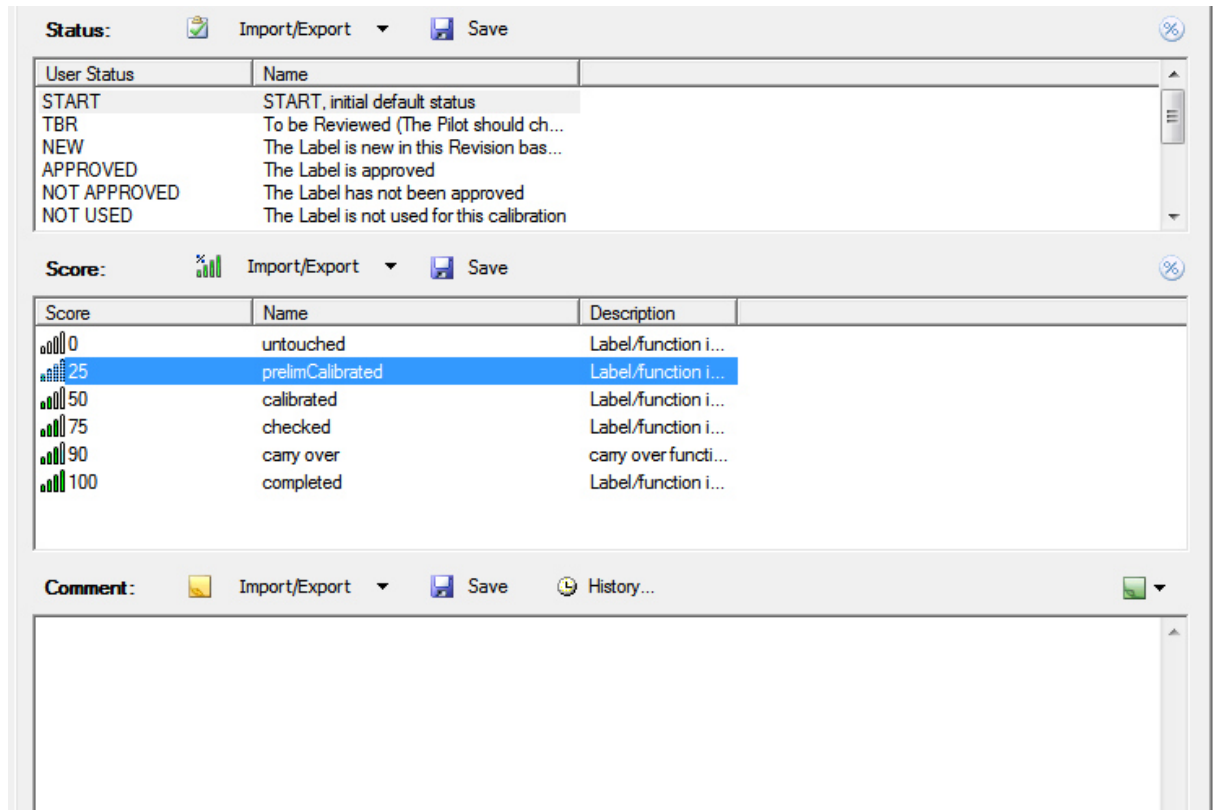 Status: Import/Export Save
User Status Name
START START, initial default status
TBR To be Reviewed (The Pilot should ch...
NEW The Label is new in this Revision bas...
APPROVED The Label is approved
NOT APPROVED The Label has not been approved
NOT USED The Label is not used for this calibration
Score: Import/Export Save
Score Name Description
0 untouched Label/function i...
25 prelimCalibrated Label/function i...
50 calibrated Label/function i...
75 checked Label/function i...
90 carry over carry over functi...
100 completed Label/function i...
Comment: Import/Export Save History...